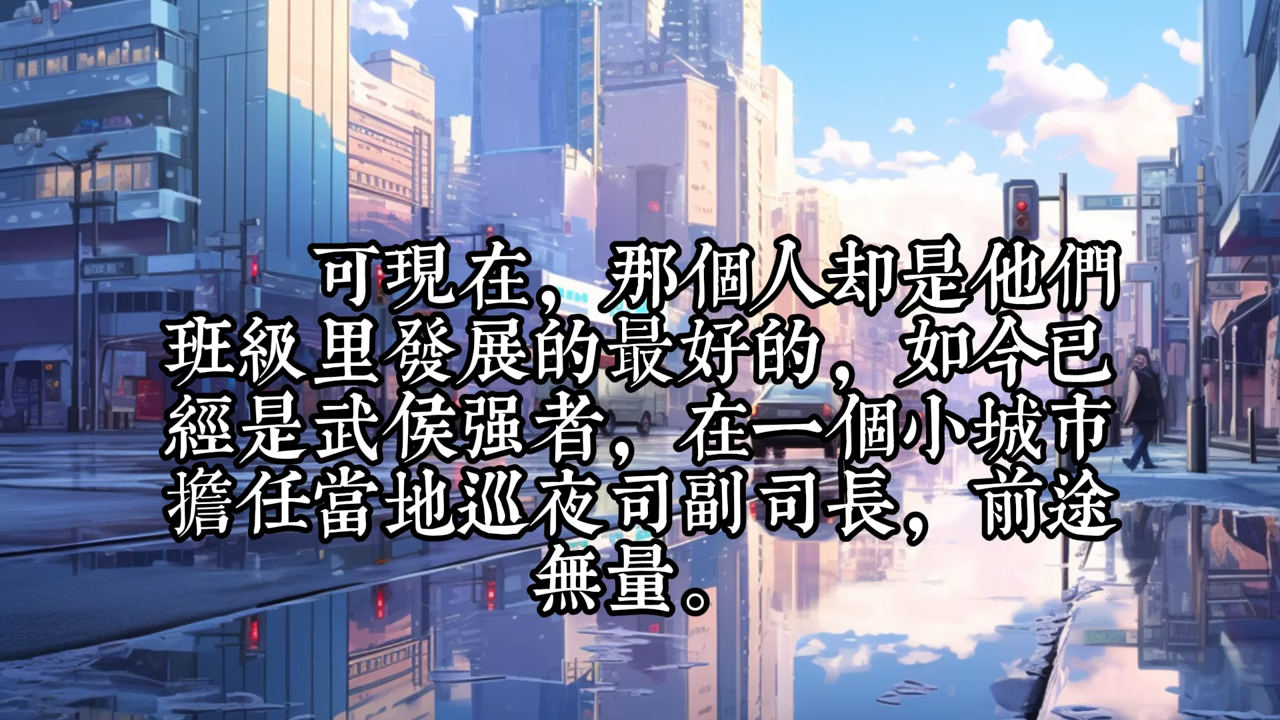 可現在，那個人却是他們
班級里發展的最好的，如今已
經是武侯强者，在一個小城市
擔任當地巡夜司副司長，前途
無量。